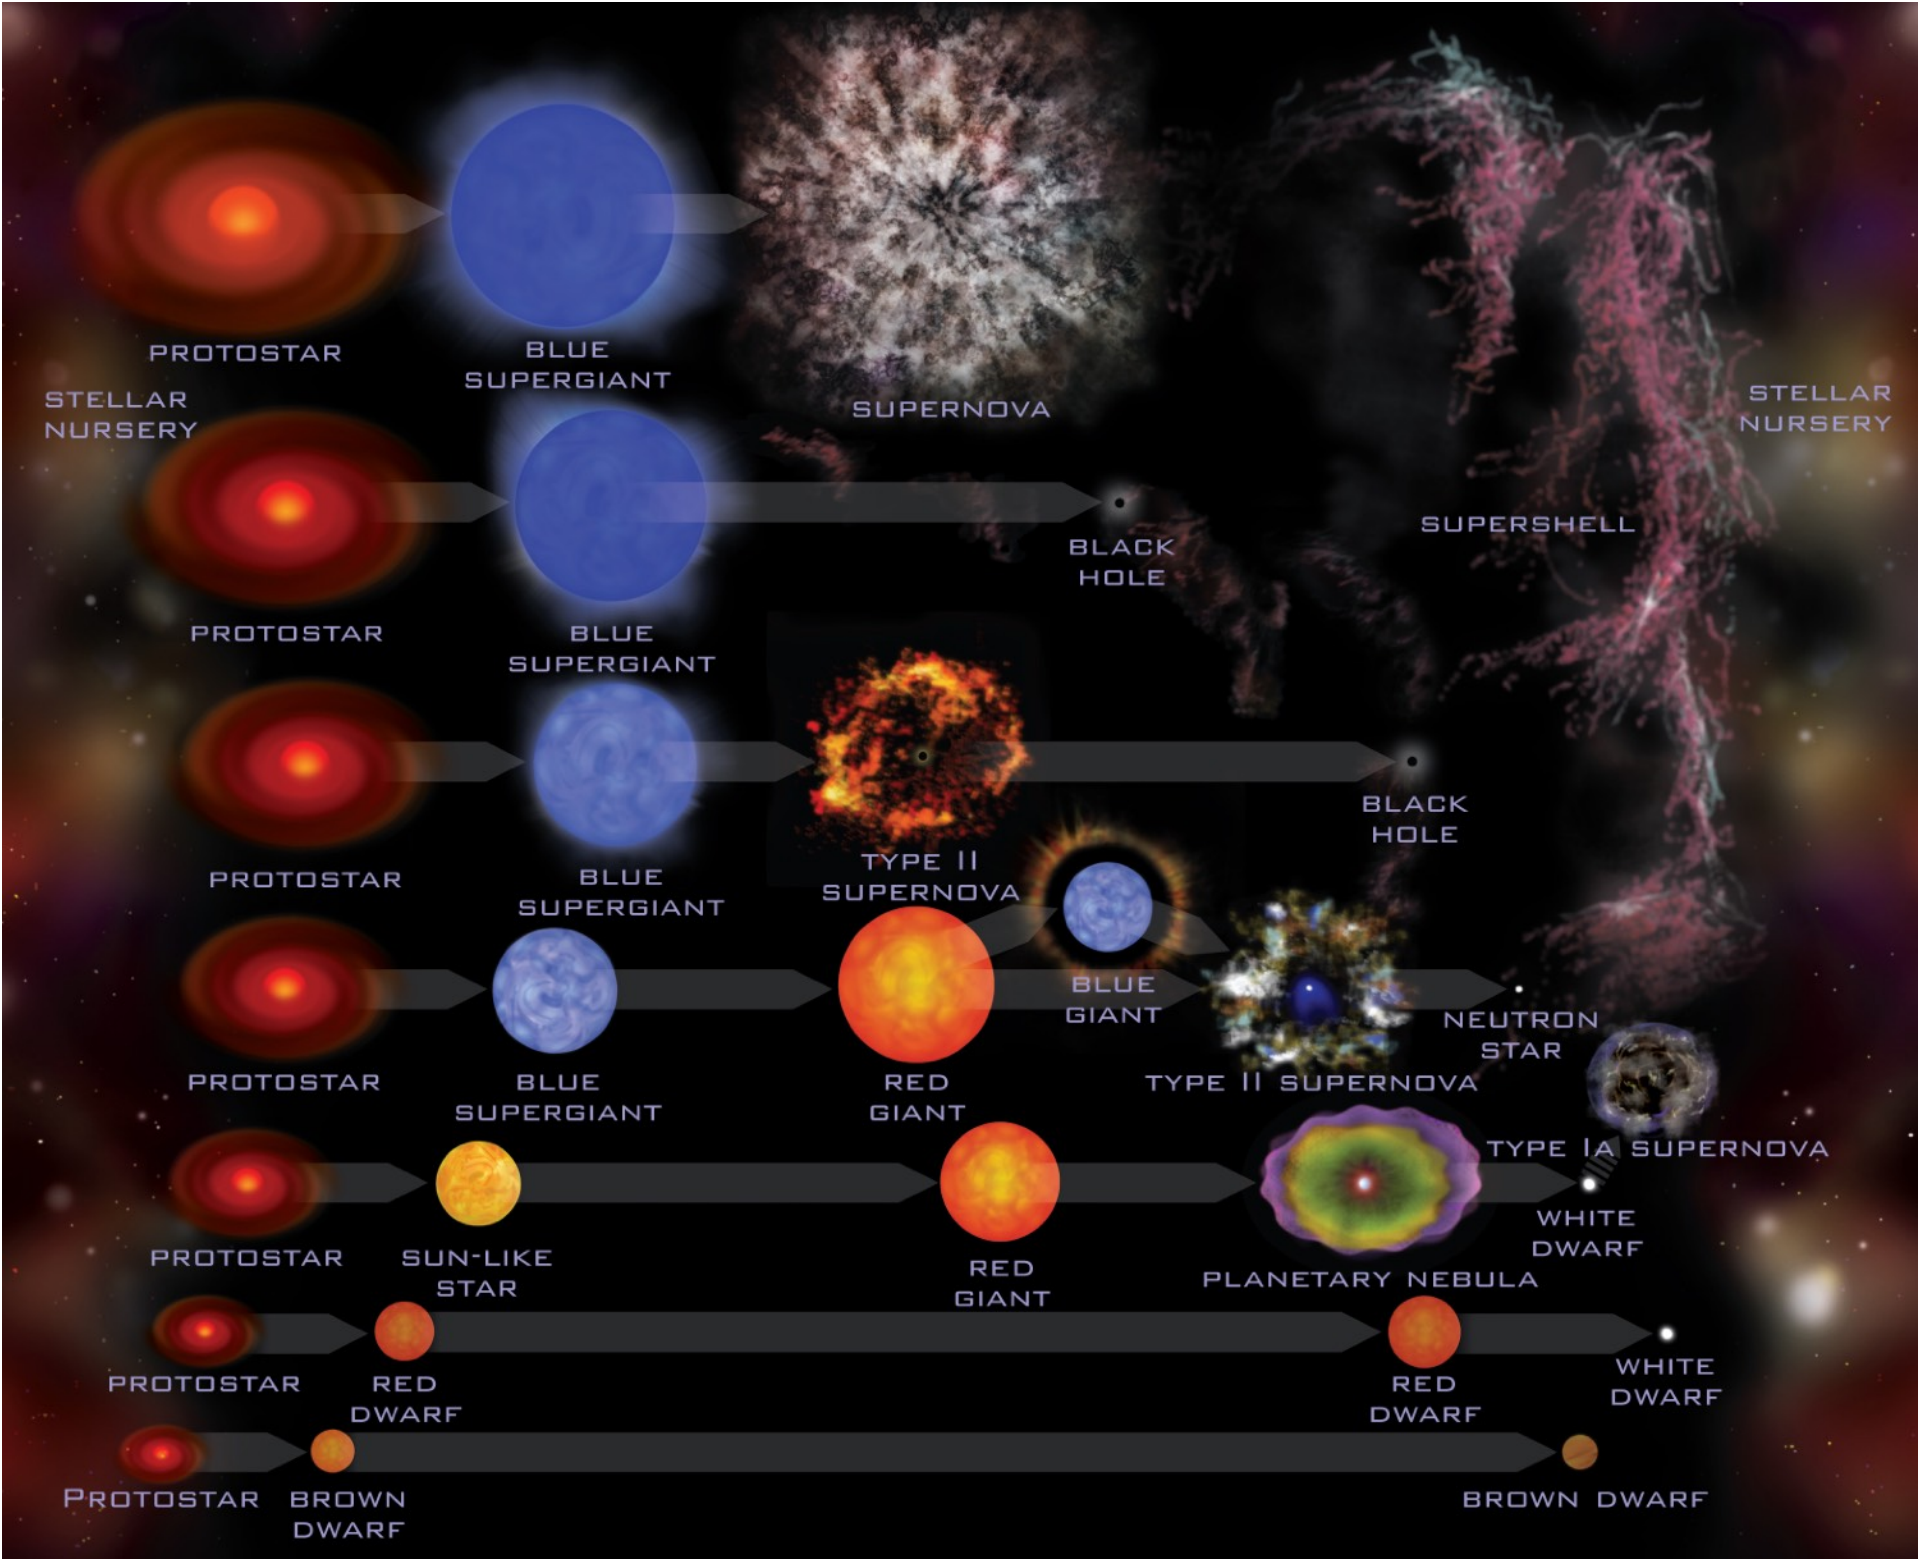 PROTOSTAR
BLUE
SUPERGIANT
SUPERNOVA
STELLAR
NURSERY
STELLAR
NURSERY
SUPERSHELL
PROTOSTAR
BLUE
SUPERGIANT
BLACK
HOLE
PROTOSTAR
BLUE
SUPERGIANT
TYPE II
SUPERNOVA
BLACK
HOLE
PROTOSTAR
BLUE
SUPERGIANT
RED
GIANT
BLUE
GIANT
TYPE II SUPERNOVA
NEUTRON
STAR
PROTOSTAR
SUN-LIKE
STAR
RED
GIANT
PLANETARY NEBULA
TYPE IA SUPERNOVA
WHITE
DWARF
PROTOSTAR
RED
DWARF
RED
DWARF
WHITE
DWARF
PROTOSTAR
BROWN
DWARF
BROWN DWARF